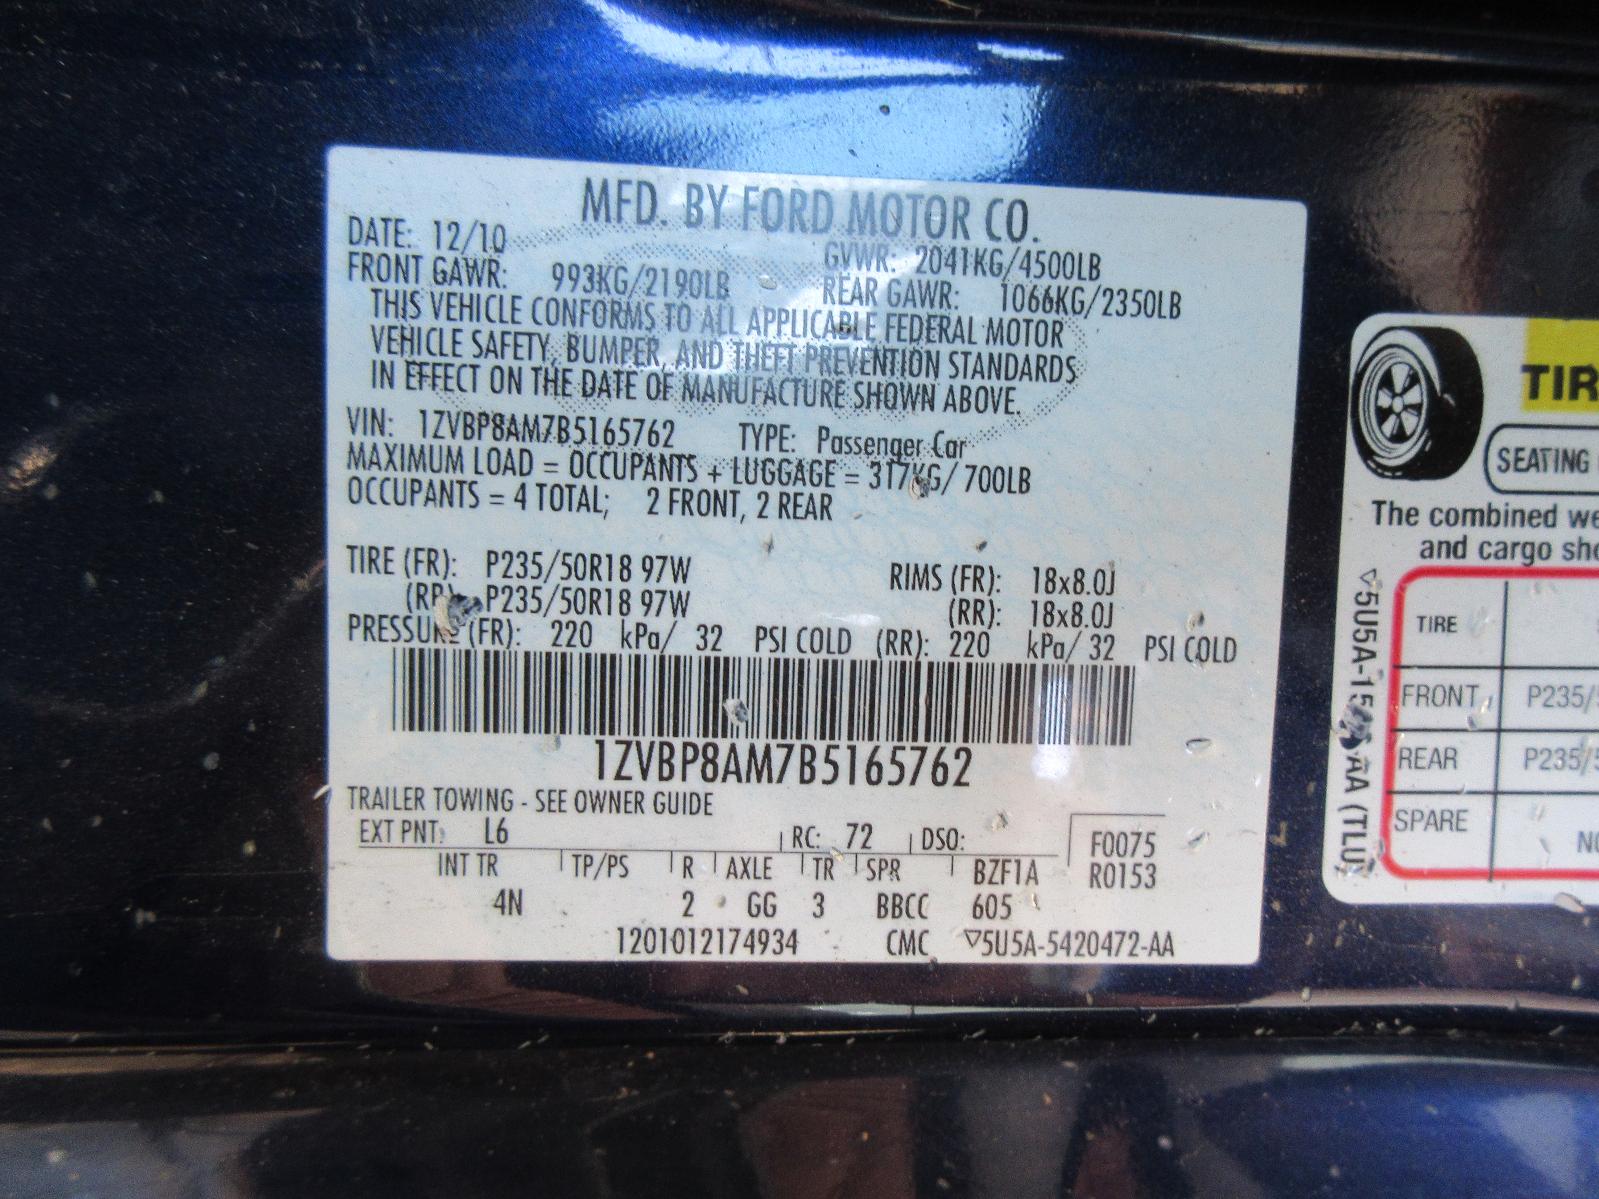 MFD. BY FORD MOTOR CO.
DATE: 12/10
GVWR: 2041KG/4500LB
FRONT GAWR: 993KG/2190LB
REAR GAWR: 1066KG/2350LB
THIS VEHICLE CONFORMS TO ALL APPLICABLE FEDERAL MOTOR
VEHICLE SAFETY, BUMPER, AND THEFT PREVENTION STANDARDS
IN EFFECT ON THE DATE OF MANUFACTURE SHOWN ABOVE.
VIN: 1ZVBP8AM7B5165762 TYPE: Passenger Car
MAXIMUM LOAD = OCCUPANTS + LUGGAGE = 317KG/ 700LB
OCCUPANTS = 4 TOTAL; 2 FRONT, 2 REAR
TIRE (FR): P235/50R18 97W RIMS (FR): 18x8.0J
(RR): P235/50R18 97W (RR): 18x8.0J
PRESSURE (FR): 220 kPa/ 32 PSI COLD (RR): 220 kPa/ 32 PSI COLD
1ZVBP8AM7B5165762
TRAILER TOWING - SEE OWNER GUIDE
EXT PNT: L6 RC: 72 DSO: F0075
INT TR TP/PS R AXLE TR SPR BZF1A R0153
4N 2 GG 3 BBCC 605
1201012174934 CMC ▽5U5A-5420472-AA
TIR
SEATING
The combined we
and cargo sho
TIRE
FRONT P235/5
REAR P235/5
SPARE NO
AA (TLU)